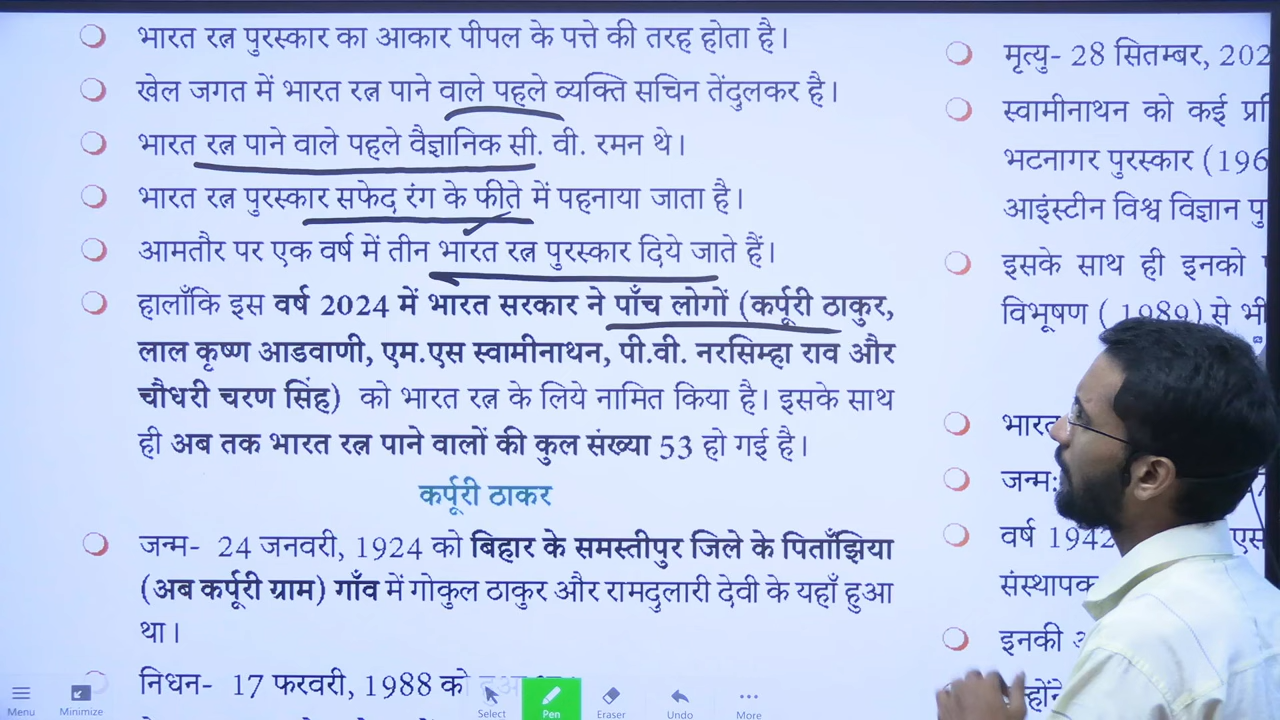 भारत रत्न पुरस्कार का आकार पीपल के पत्ते की तरह होता है।
खेल जगत में भारत रत्न पाने वाले पहले व्यक्ति सचिन तेंदुलकर है।
भारत रत्न पाने वाले पहले वैज्ञानिक सी. वी. रमन थे।
भारत रत्न पुरस्कार सफेद रंग के फीते में पहनाया जाता है।
आमतौर पर एक वर्ष में तीन भारत रत्न पुरस्कार दिये जाते हैं।
हालाँकि इस वर्ष 2024 में भारत सरकार ने पाँच लोगों (कर्पूरी ठाकुर,
लाल कृष्ण आडवाणी, एम.एस स्वामीनाथन, पी.वी. नरसिम्हा राव और
चौधरी चरण सिंह) को भारत रत्न के लिये नामित किया है। इसके साथ
ही अब तक भारत रत्न पाने वालों की कुल संख्या 53 हो गई है।
कर्पूरी ठाकर
जन्म- 24 जनवरी, 1924 को बिहार के समस्तीपुर जिले के पिताँझिया
(अब कर्पूरी ग्राम) गाँव में गोकुल ठाकुर और रामदुलारी देवी के यहाँ हुआ
था।
निधन- 17 फरवरी, 1988 को
मृत्यु- 28 सितम्बर, 202
स्वामीनाथन को कई
भटनागर पुरस्कार (196
आइंस्टीन विश्व विज्ञान
इसके साथ ही इनको
विभूषण ( 1989) से भी
भारत
जन्म:
वर्ष 1942
संस्थापक
इनकी
Menu
Minimize
Select
Pen
Eraser
Undo
More